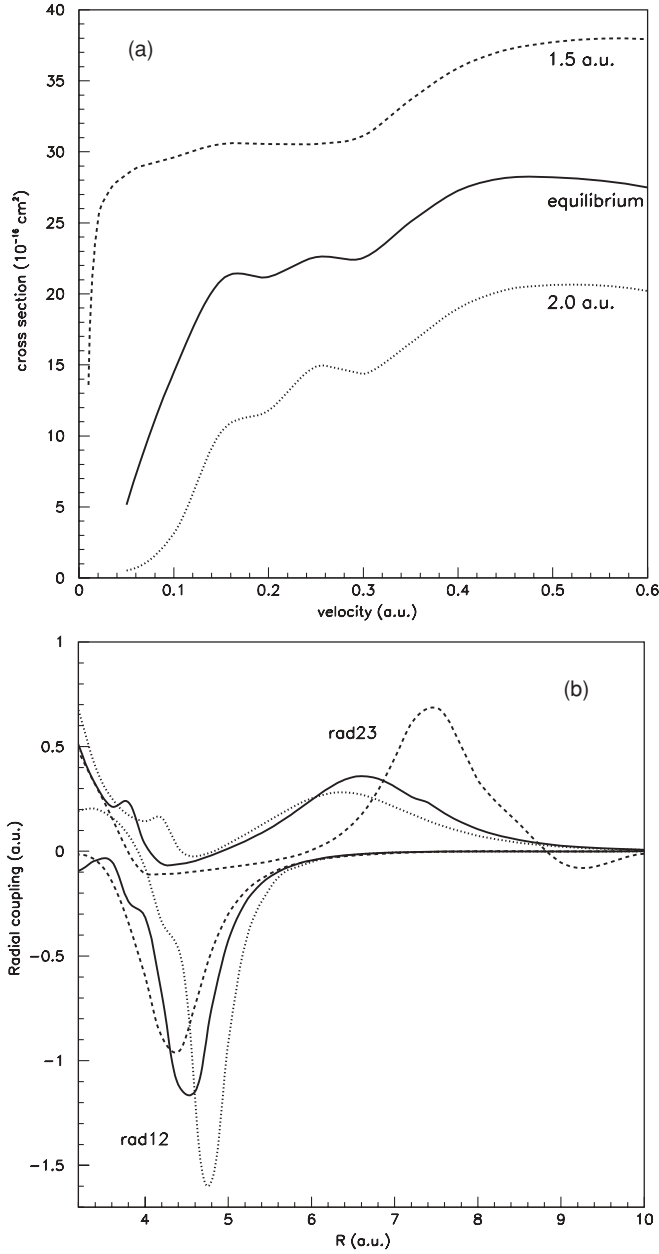 40
(a)
35
1.5 a.u.
30
25
equilibrium
20
2.0 a.u.
15
10
5
0
cross section (10⁻¹⁶ cm²)
0 0.1 0.2 0.3 0.4 0.5 0.6
velocity (a.u.)
1
(b)
rad23
0.5
0
Radial coupling (a.u.)
−0.5
−1
rad12
−1.5
4 5 6 7 8 9 10
R (a.u.)